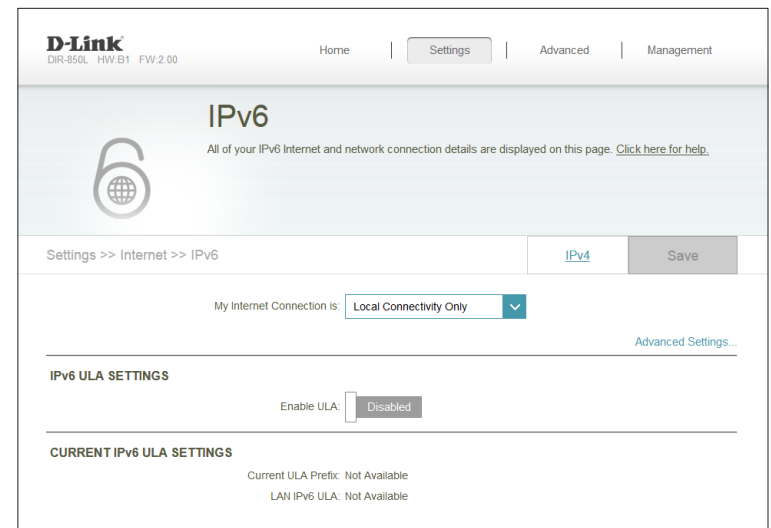 D-Link
DIR-850L HW:B1 FW:2.00
Home
Settings
Advanced
Management
IPv6
All of your IPv6 Internet and network connection details are displayed on this page. Click here for help.
Settings >> Internet >> IPv6
IPv4
Save
My Internet Connection is: Local Connectivity Only
Advanced Settings...
IPv6 ULA SETTINGS
Enable ULA: Disabled
CURRENT IPv6 ULA SETTINGS
Current ULA Prefix: Not Available
LAN IPv6 ULA: Not Available